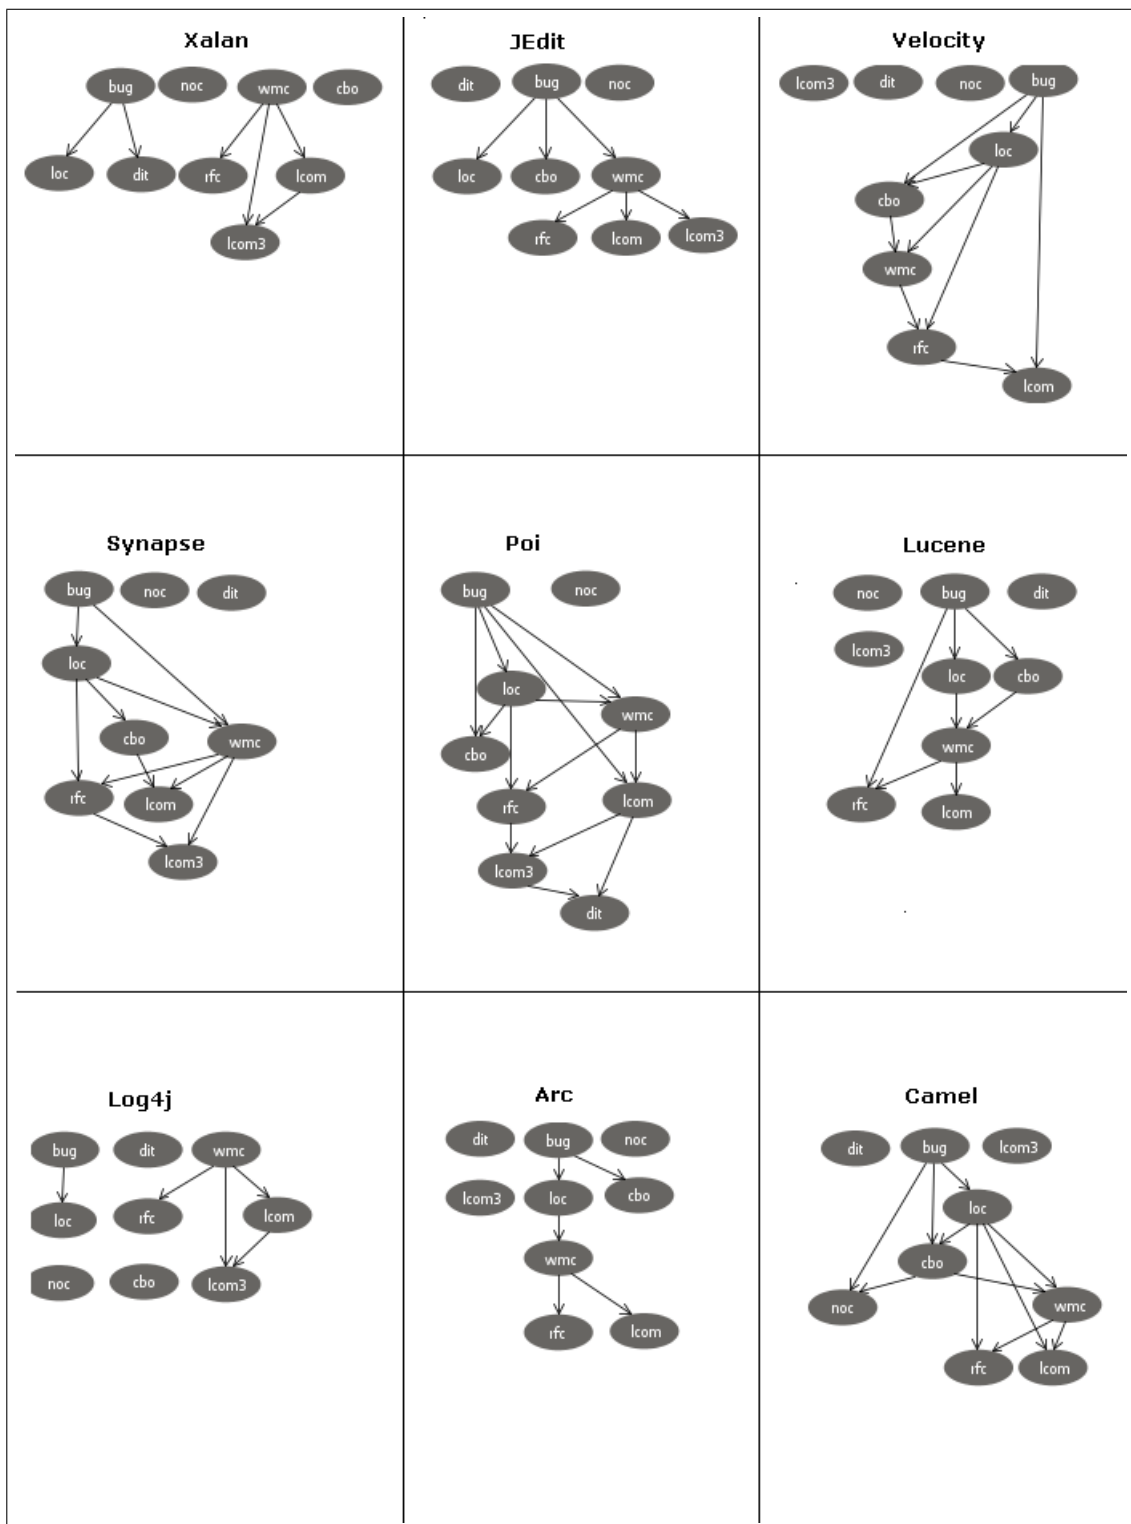 Xalan
bug noc wmc cbo
loc dit rfc lcom
lcom3
JEdit
dit bug noc
loc cbo wmc
rfc lcom lcom3
Velocity
lcom3 dit noc bug
loc
cbo
wmc
rfc
lcom
Synapse
bug noc dit
loc
cbo wmc
rfc lcom
lcom3
Poi
bug noc
loc
wmc
cbo
rfc lcom
lcom3
dit
Lucene
noc bug dit
lcom3
loc cbo
wmc
rfc lcom
Log4j
bug dit wmc
loc rfc lcom
noc cbo lcom3
Arc
dit bug noc
lcom3 loc cbo
wmc
rfc lcom
Camel
dit bug lcom3
loc
cbo
noc wmc
rfc lcom